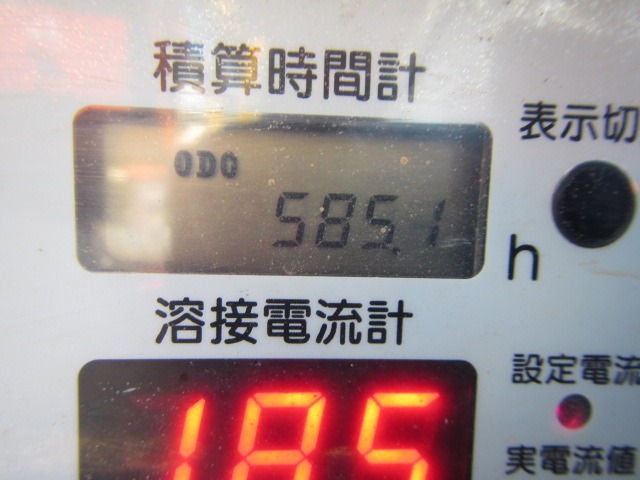 積算時間計
表示切
ODO
585.1
h
溶接電流計
設定電流
185
実電流値